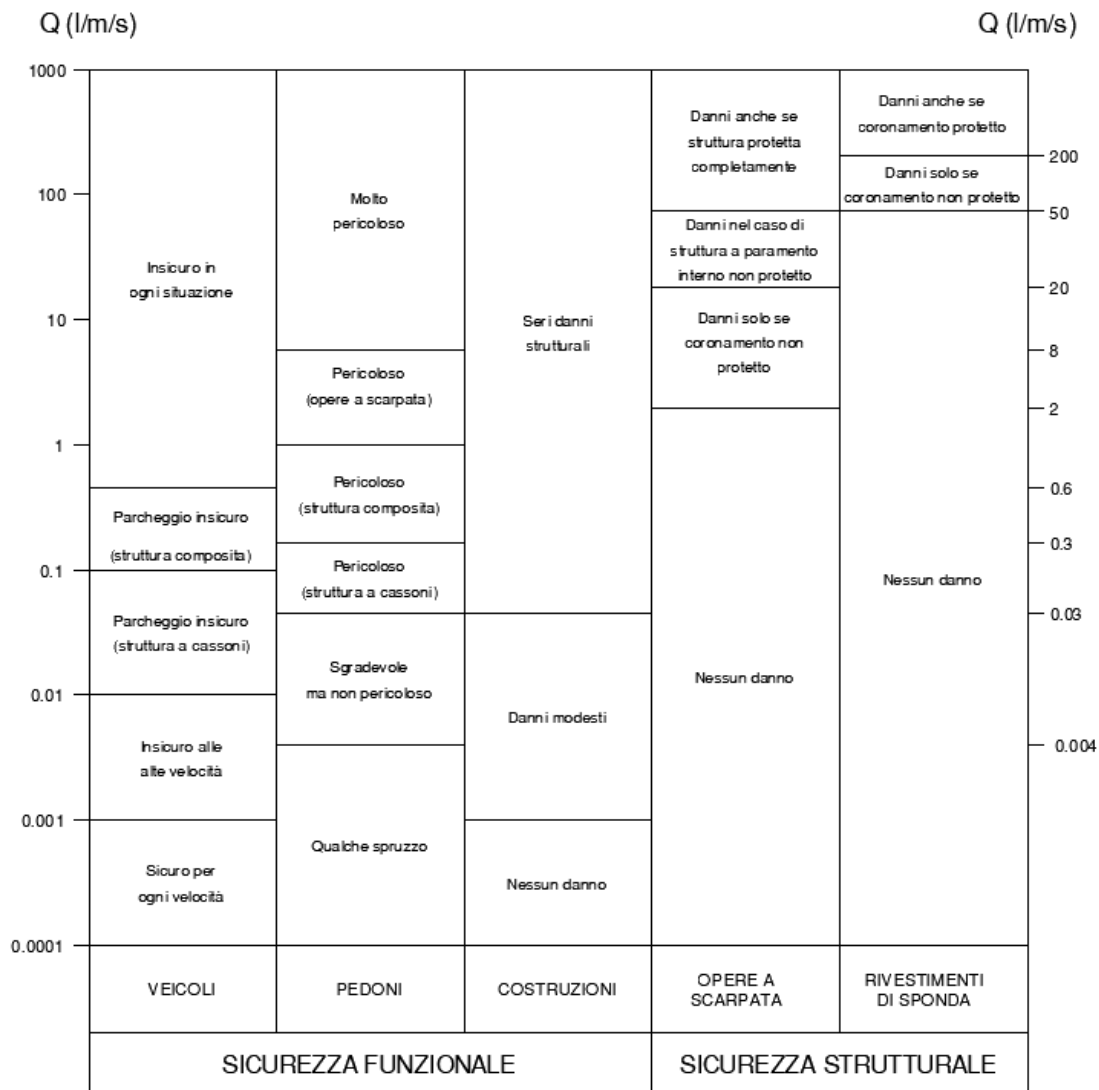 Q (l/m/s)
Q (l/m/s)
1000
100
10
1
0.1
0.01
0.001
0.0001
Insicuro in
ogni situazione
Parcheggio insicuro
(struttura composita)
Parcheggio insicuro
(struttura a cassoni)
Insicuro alle
alte velocità
Sicuro per
ogni velocità
VEICOLI
Molto
pericoloso
Pericoloso
(opere a scarpata)
Pericoloso
(struttura composita)
Pericoloso
(struttura a cassoni)
Sgradevole
ma non pericoloso
Qualche spruzzo
PEDONI
Seri danni
strutturali
Danni modesti
Nessun danno
COSTRUZIONI
Danni anche se
struttura protetta
completamente
Danni nel caso di
struttura a paramento
interno non protetto
Danni solo se
coronamento non
protetto
Nessun danno
OPERE A
SCARPATA
Danni anche se
coronamento protetto
Danni solo se
coronamento non protetto
Nessun danno
RIVESTIMENTI
DI SPONDA
200
50
20
8
2
0.6
0.3
0.03
0.004
SICUREZZA FUNZIONALE
SICUREZZA STRUTTURALE